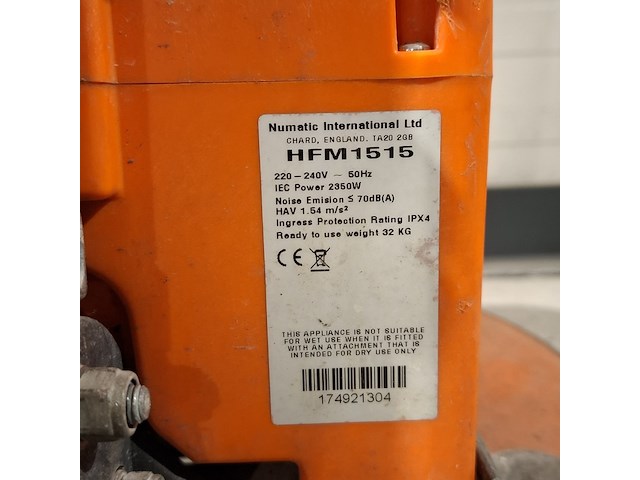 Numatic International Ltd
CHARD, ENGLAND. TA20 2GB
HFM1515
220 – 240V ~ 50Hz
IEC Power 2350W
Noise Emision ≤ 70dB(A)
HAV 1.54 m/s²
Ingress Protection Rating IPX4
Ready to use weight 32 KG
CE
THIS APPLIANCE IS NOT SUITABLE
FOR WET USE WHEN IT IS FITTED
WITH AN ATTACHMENT THAT IS
INTENDED FOR DRY USE ONLY
174921304